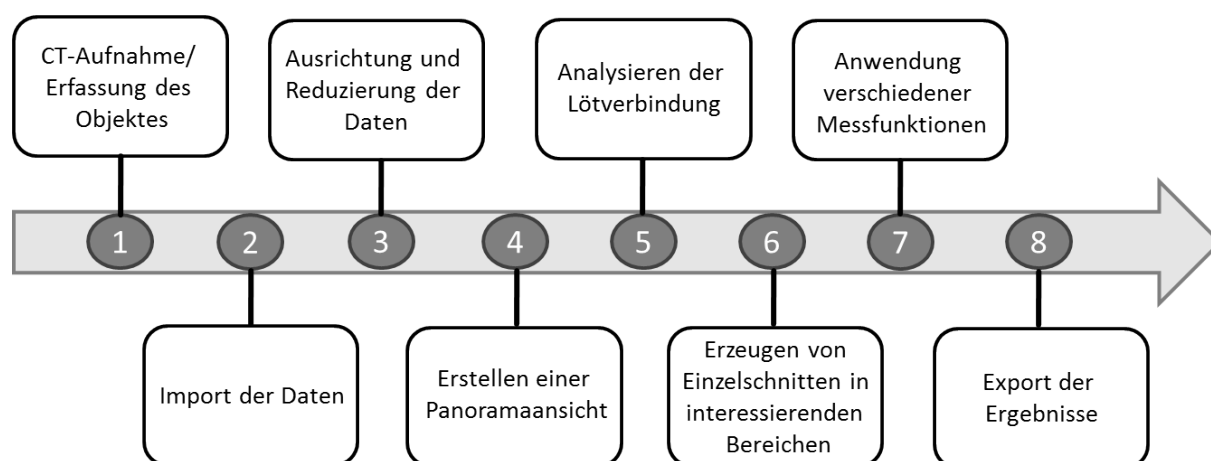 CT-Aufnahme/
Erfassung des
Objektes
Ausrichtung und
Reduzierung der
Daten
Analysieren der
Lötverbindung
Anwendung
verschiedener
Messfunktionen
1 2 3 4 5 6 7 8
Import der Daten
Erstellen einer
Panoramaansicht
Erzeugen von
Einzelschnitten in
interessierenden
Bereichen
Export der
Ergebnisse